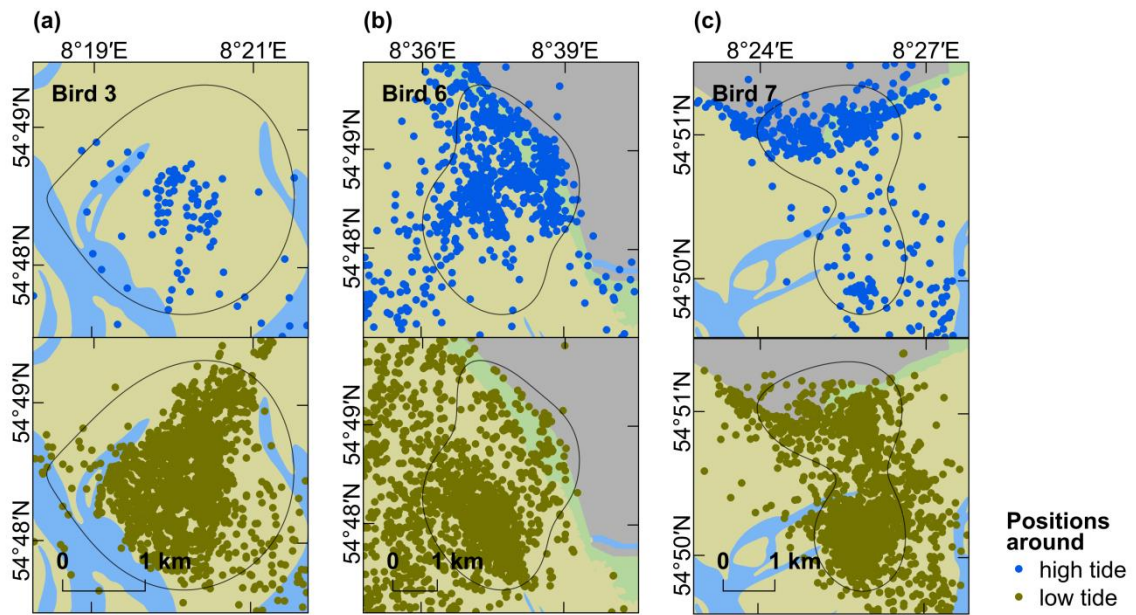 (a)
(b)
(c)
8°19′E 8°21′E
8°36′E 8°39′E
8°24′E 8°27′E
Bird 3
Bird 6
Bird 7
54°49′N
54°48′N
54°49′N
54°48′N
54°51′N
54°50′N
54°49′N
54°48′N
54°49′N
54°48′N
54°51′N
54°50′N
0 1 km
0 1 km
0 1 km
Positions
around
high tide
low tide